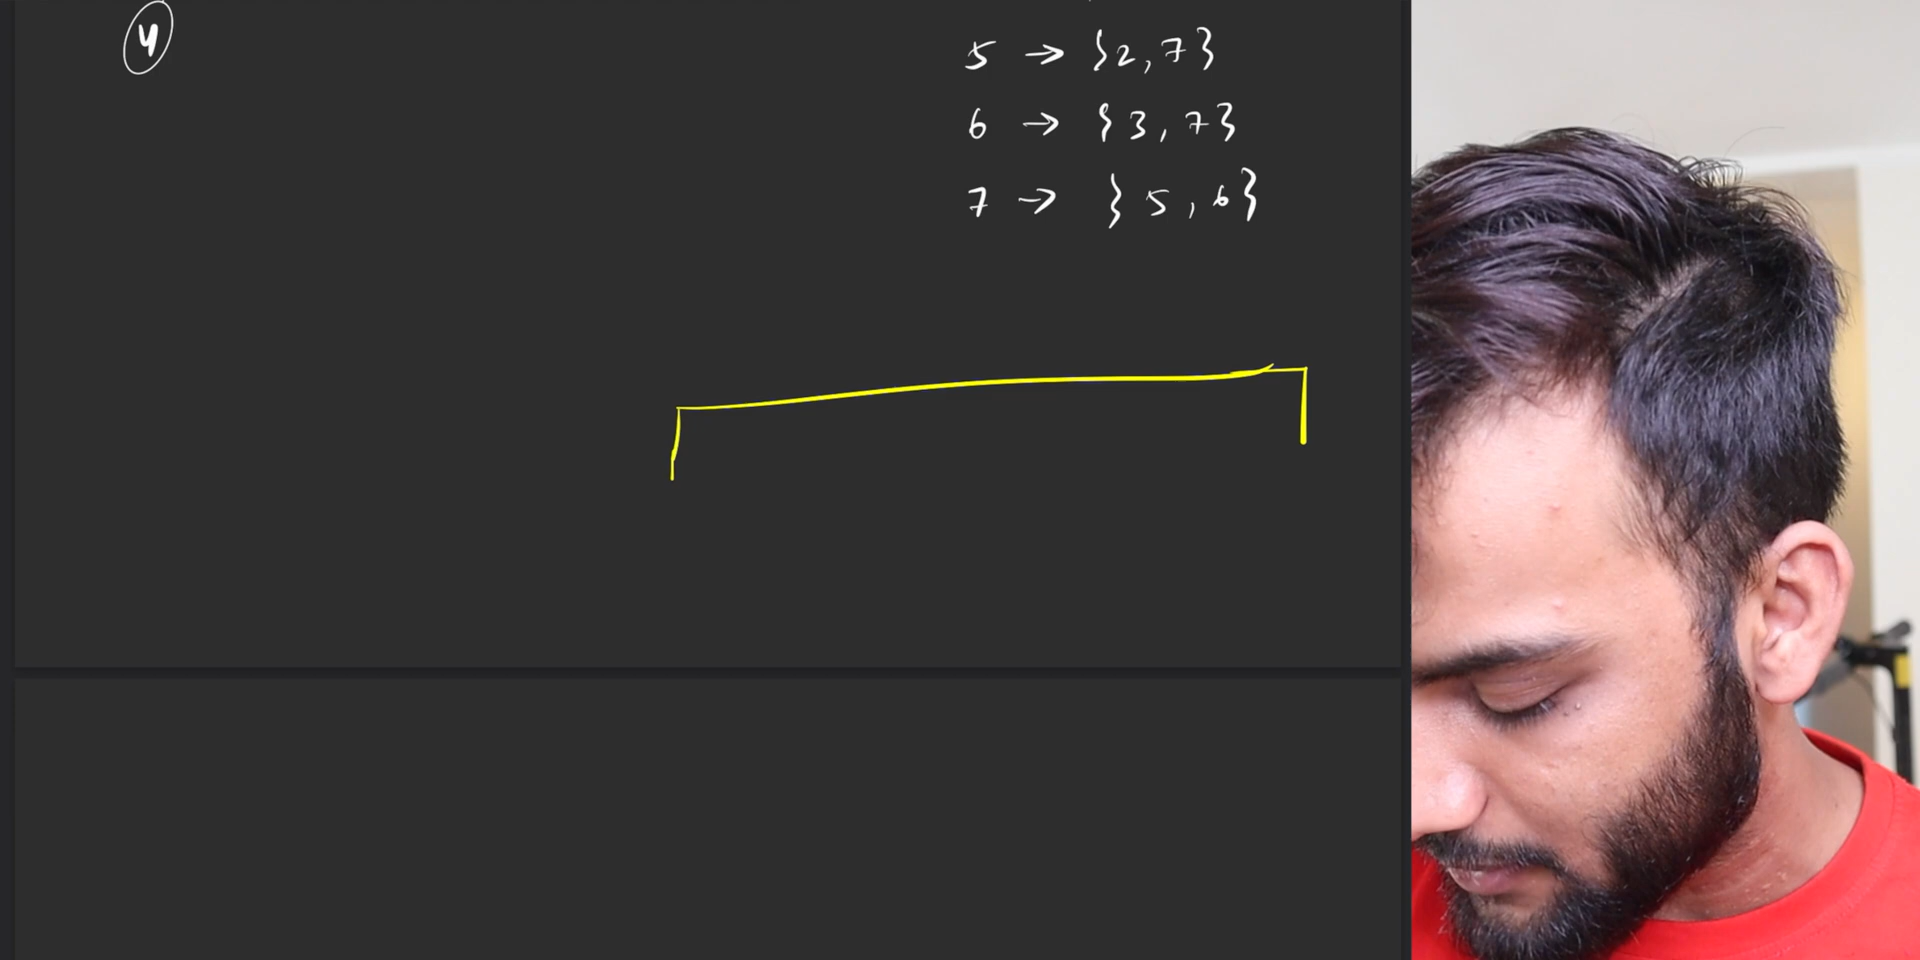 4
5 → {2,7}
6 → {3,7}
7 → {5,6}